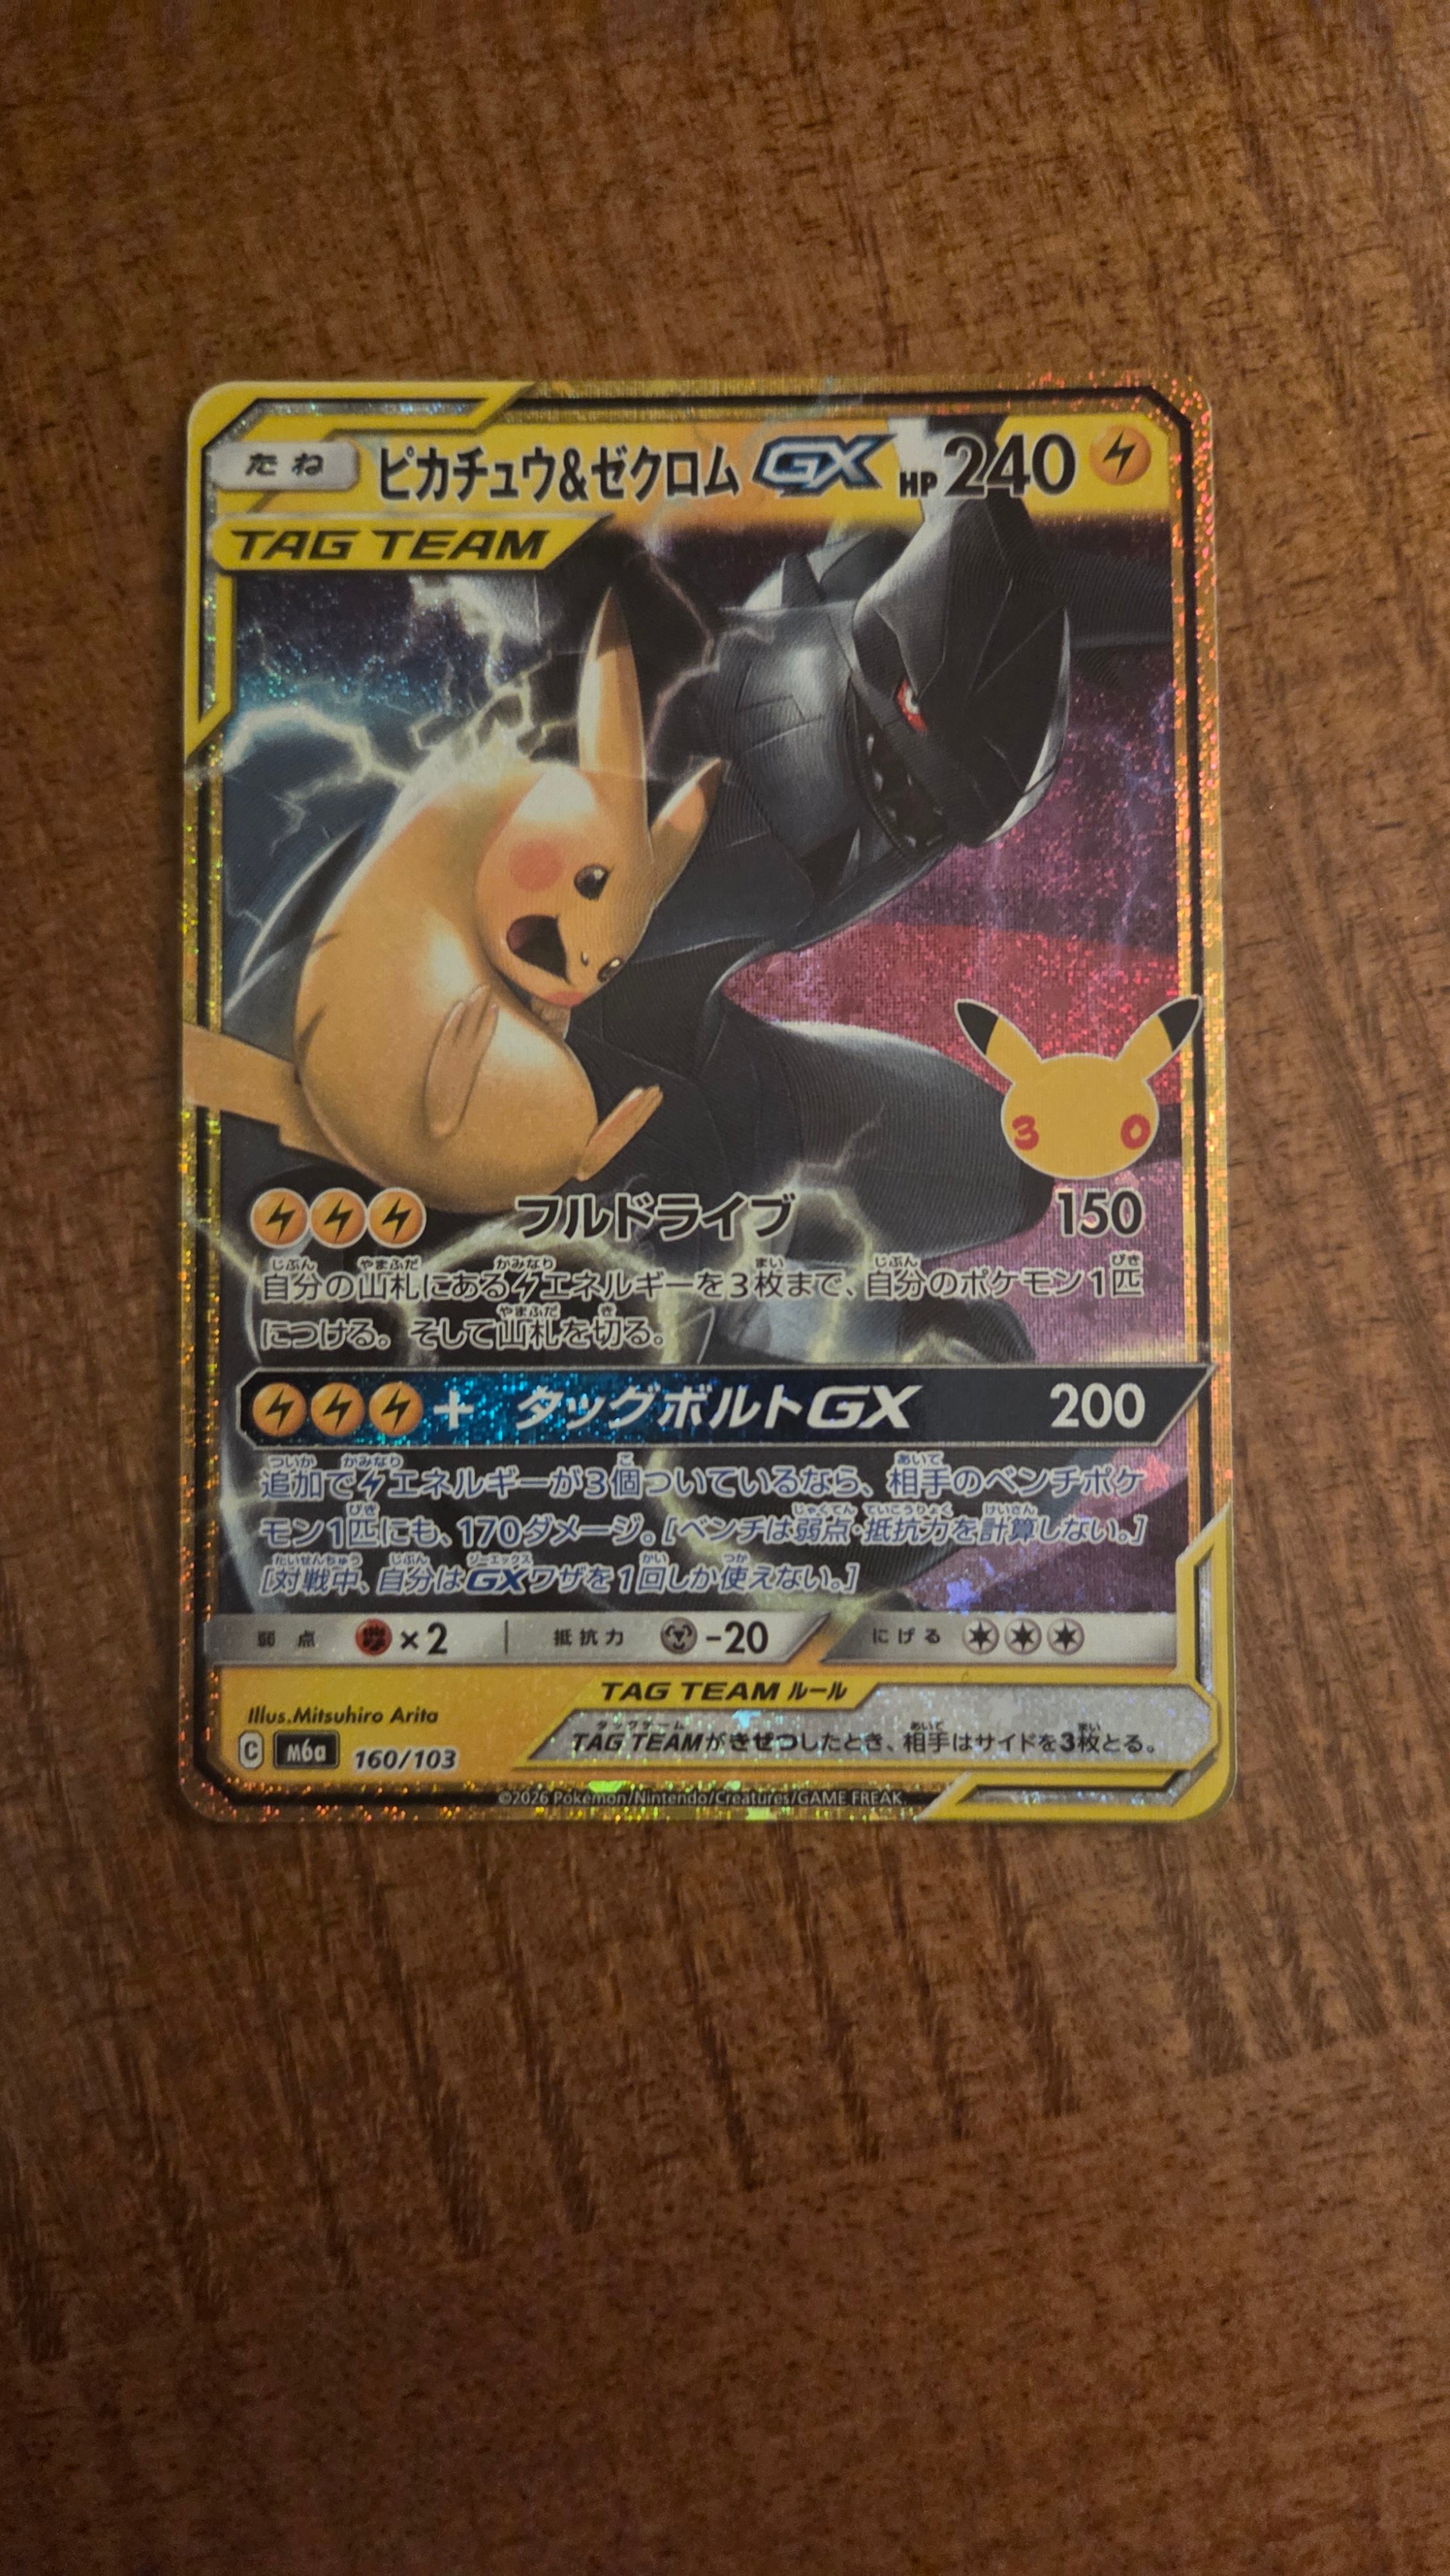 たね ピカチュウ&ゼクロムGX HP240
TAG TEAM
30
フルドライブ 150
自分の山札にあるエネルギーを3枚まで、自分のポケモン1匹
につける。そして山札を切る。
+ タッグボルトGX 200
追加でエネルギーが3個ついているなら、相手のベンチポケ
モン1匹にも、170ダメージ。[ベンチは弱点・抵抗力を計算しない。]
[対戦中、自分はGXワザを1回しか使えない。]
弱点 ×2 抵抗力 -20 にげる
TAG TEAM ルール
Illus.Mitsuhiro Arita
TAG TEAMがきぜつしたとき、相手はサイドを3枚とる。
C M6a 160/103
©2026 Pokémon/Nintendo/Creatures/GAME FREAK.